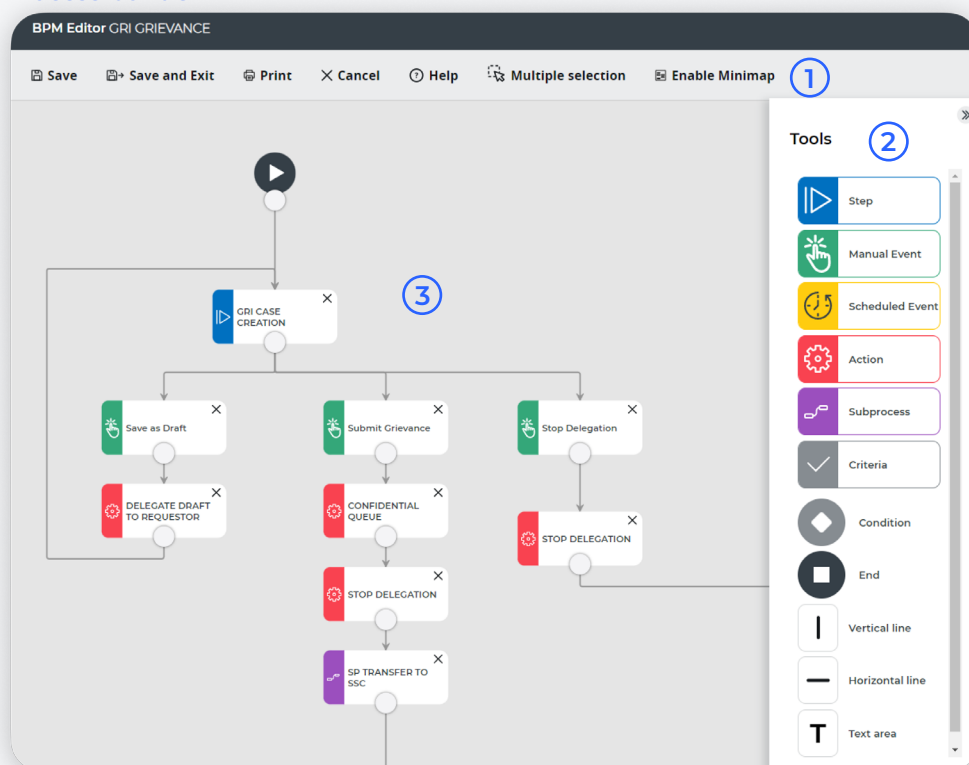 BPM Editor GRI GRIEVANCE
Save
Save and Exit
Print
Cancel
Help
Multiple selection
Enable Minimap
1
Tools
2
Step
Manual Event
Scheduled Event
Action
Subprocess
Criteria
Condition
End
Vertical line
Horizontal line
T
Text area
3
GRI CASE
CREATION
Save as Draft
Submit Grievance
Stop Delegation
DELEGATE DRAFT
TO REQUESTOR
CONFIDENTIAL
QUEUE
STOP DELEGATION
STOP DELEGATION
SP TRANSFER TO
SSC